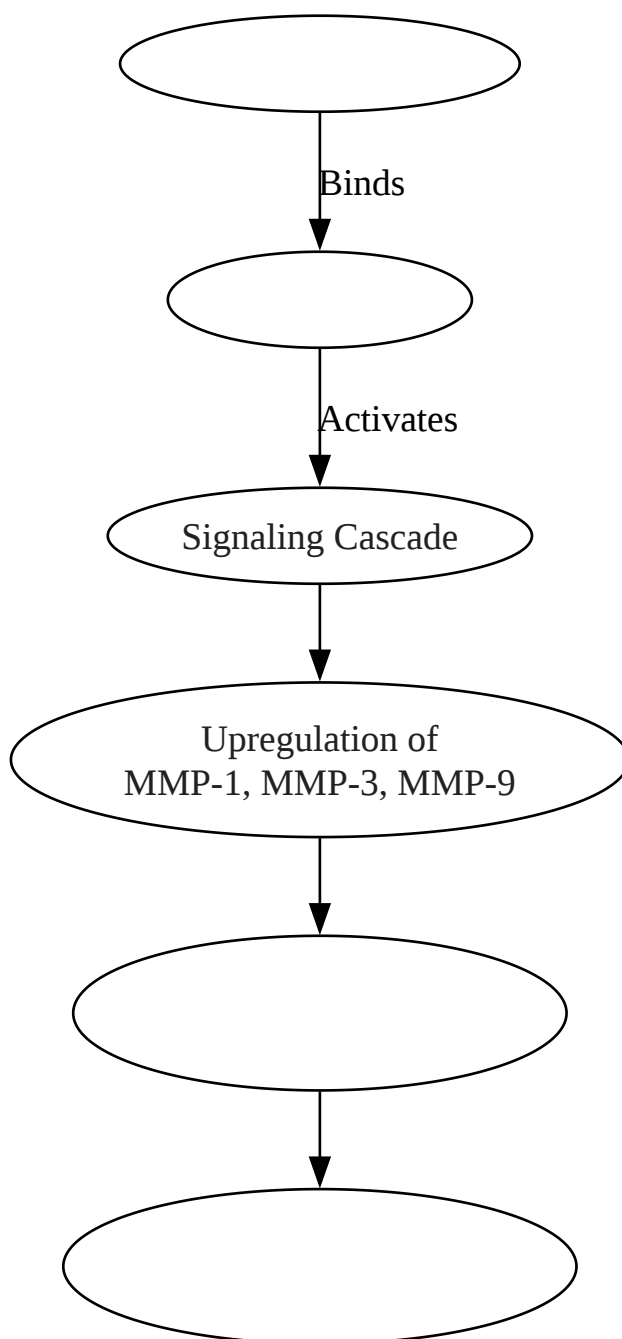 Binds
Activates
Signaling Cascade
Upregulation of
MMP-1, MMP-3, MMP-9